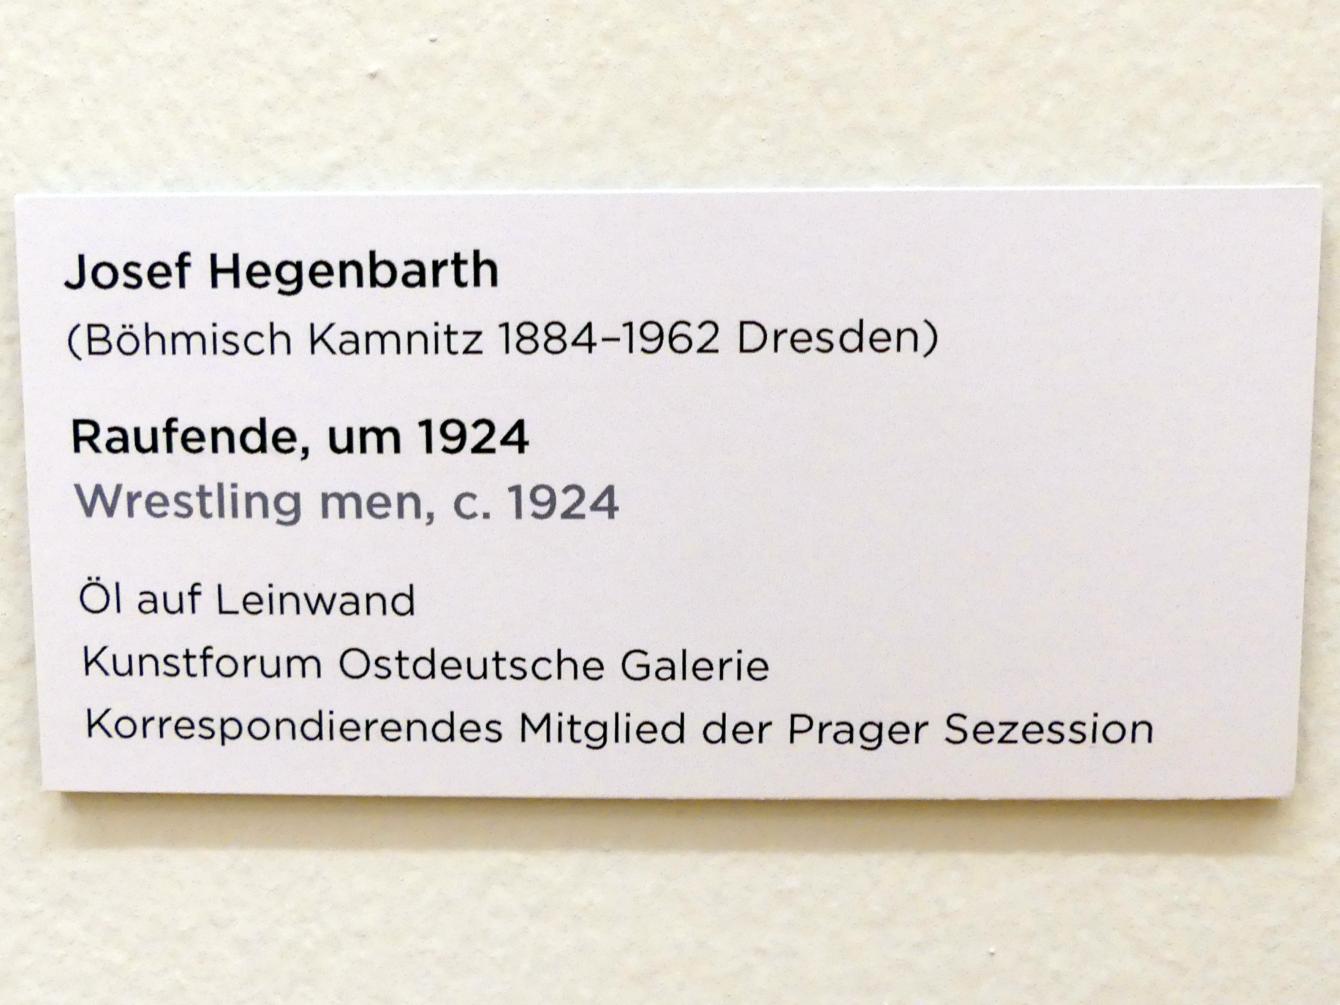 Josef Hegenbarth
(Böhmisch Kamnitz 1884–1962 Dresden)
Raufende, um 1924
Wrestling men, c. 1924
Öl auf Leinwand
Kunstforum Ostdeutsche Galerie
Korrespondierendes Mitglied der Prager Sezession